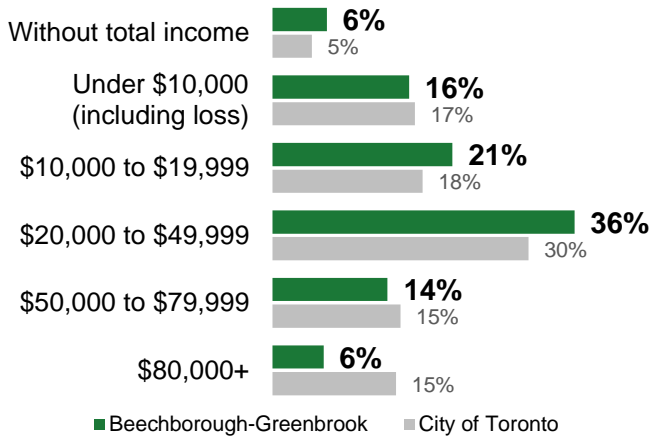 Without total income
6%
5%
Under $10,000
(including loss)
16%
17%
$10,000 to $19,999
21%
18%
$20,000 to $49,999
36%
30%
$50,000 to $79,999
14%
15%
$80,000+
6%
15%
Beechborough-Greenbrook City of Toronto